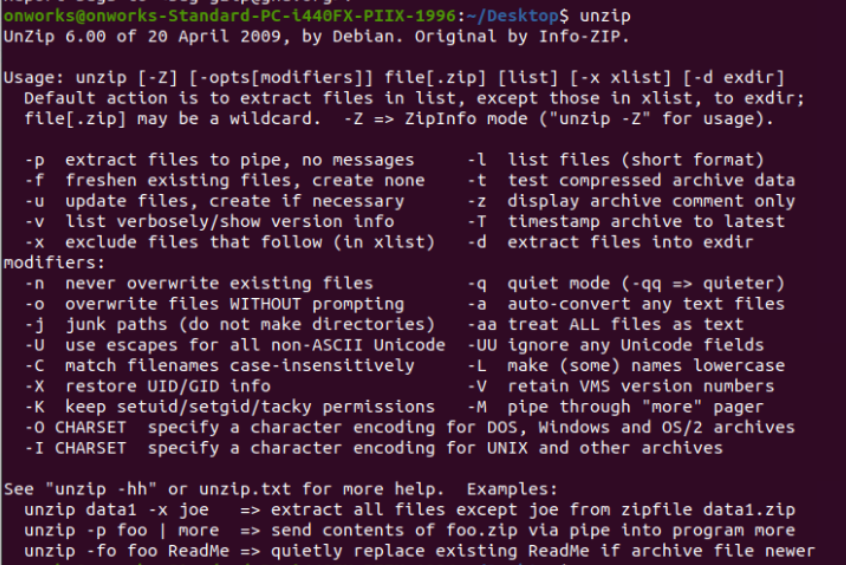 onworks@onworks-Standard-PC-i440FX-PIIX-1996:~/Desktop$ unzip
UnZip 6.00 of 20 April 2009, by Debian. Original by Info-ZIP.

Usage: unzip [-Z] [-opts[modifiers]] file[.zip] [list] [-x xlist] [-d exdir]
  Default action is to extract files in list, except those in xlist, to exdir;
  file[.zip] may be a wildcard.  -Z => ZipInfo mode ("unzip -Z" for usage).

  -p  extract files to pipe, no messages     -l  list files (short format)
  -f  freshen existing files, create none    -t  test compressed archive data
  -u  update files, create if necessary      -z  display archive comment only
  -v  list verbosely/show version info       -T  timestamp archive to latest
  -x  exclude files that follow (in xlist)   -d  extract files into exdir
modifiers:
  -n  never overwrite existing files         -q  quiet mode (-qq => quieter)
  -o  overwrite files WITHOUT prompting      -a  auto-convert any text files
  -j  junk paths (do not make directories)   -aa treat ALL files as text
  -U  use escapes for all non-ASCII Unicode  -UU ignore any Unicode fields
  -C  match filenames case-insensitively     -L  make (some) names lowercase
  -X  restore UID/GID info                   -V  retain VMS version numbers
  -K  keep setuid/setgid/tacky permissions   -M  pipe through "more" pager
  -O CHARSET  specify a character encoding for DOS, Windows and OS/2 archives
  -I CHARSET  specify a character encoding for UNIX and other archives

See "unzip -hh" or unzip.txt for more help.  Examples:
  unzip data1 -x joe   => extract all files except joe from zipfile data1.zip
  unzip -p foo | more  => send contents of foo.zip via pipe into program more
  unzip -fo foo ReadMe => quietly replace existing ReadMe if archive file newer